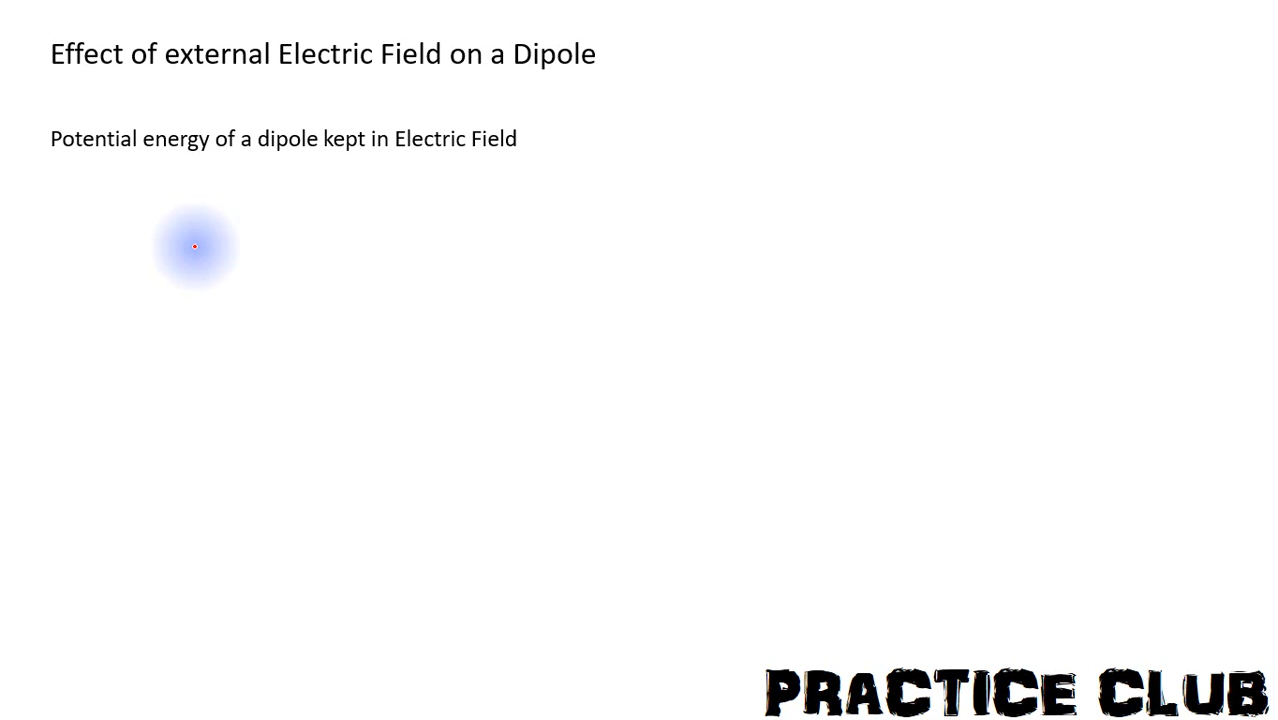 Effect of external Electric Field on a Dipole
Potential energy of a dipole kept in Electric Field
PRACTICE CLUB